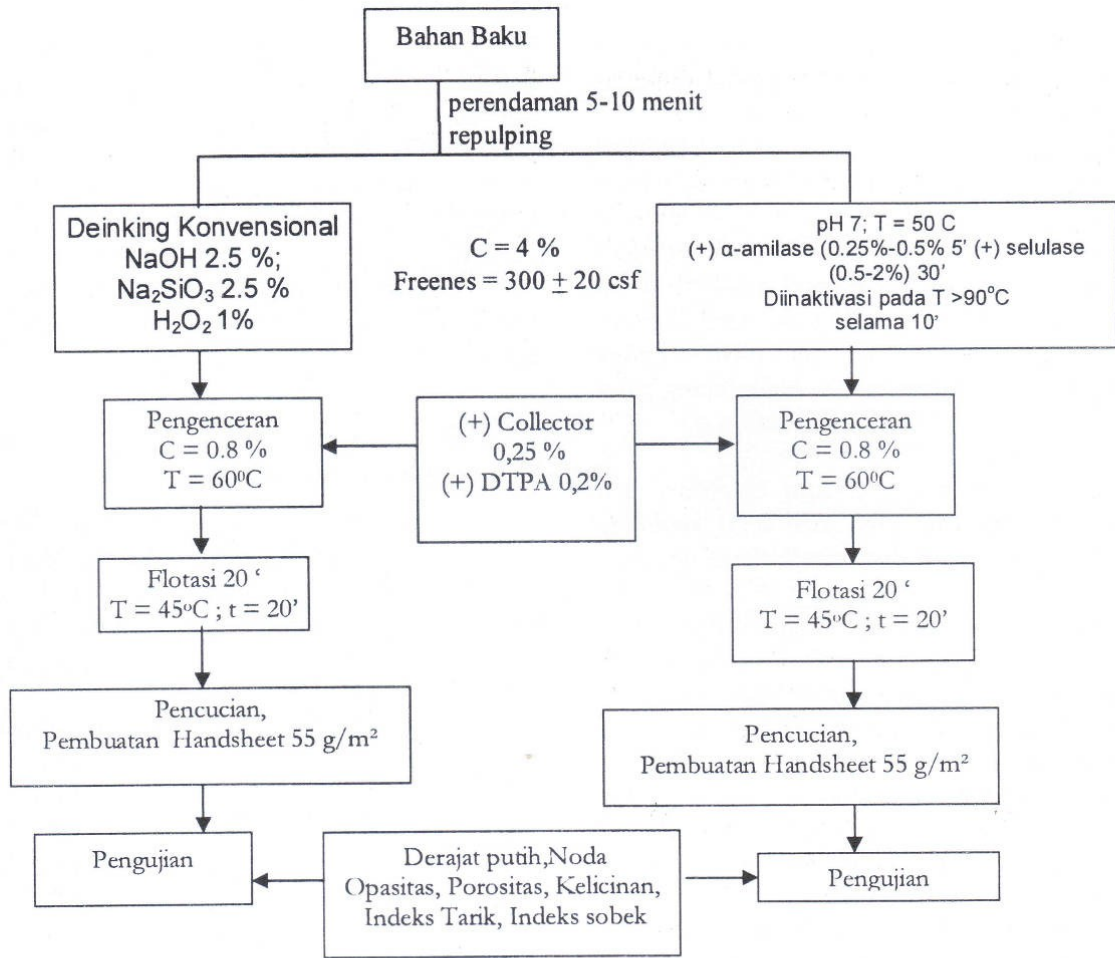 Bahan Baku
perendaman 5-10 menit
repulping
Deinking Konvensional
NaOH 2.5 %;
Na₂SiO₃ 2.5 %
H₂O₂ 1%
C = 4 %
Freenes = 300 ± 20 csf
pH 7; T = 50 C
(+) α-amilase (0.25%-0.5% 5' (+) selulase
(0.5-2%) 30'
Diinaktivasi pada T >90°C
selama 10'
Pengenceran
C = 0.8 %
T = 60⁰C
(+) Collector
0,25 %
(+) DTPA 0,2%
Pengenceran
C = 0.8 %
T = 60⁰C
Flotasi 20 ‘
T = 45°C ; t = 20’
Flotasi 20 ‘
T = 45°C ; t = 20’
Pencucian,
Pembuatan Handsheet 55 g/m²
Pencucian,
Pembuatan Handsheet 55 g/m²
Pengujian
Derajat putih,Noda
Opasitas, Porositas, Kelicinan,
Indeks Tarik, Indeks sobek
Pengujian